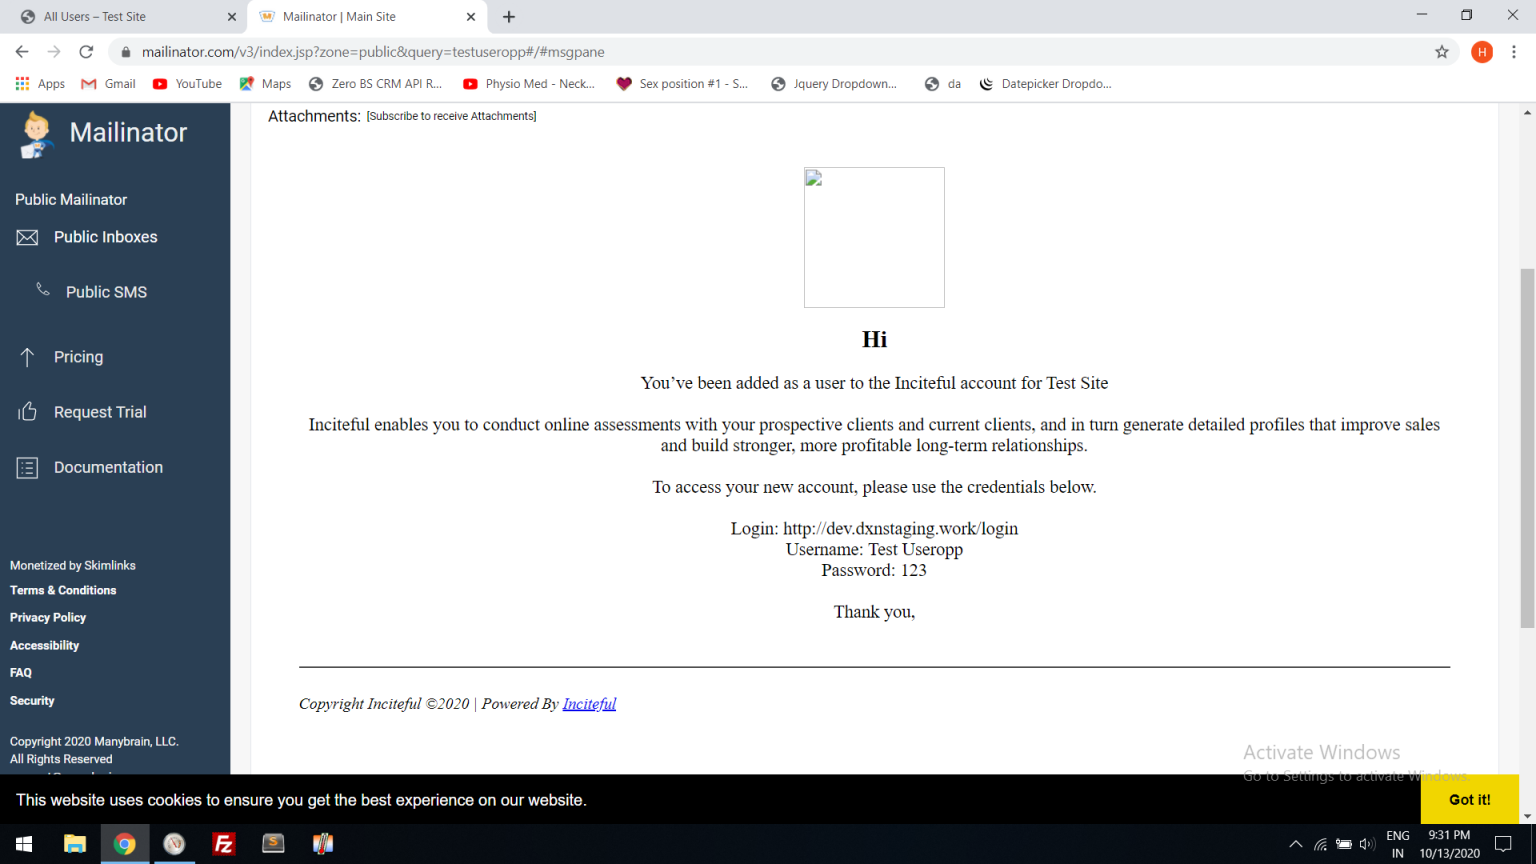 All Users – Test Site
Mailinator | Main Site
mailinator.com/v3/index.jsp?zone=public&query=testuseropp#/#msgpane
H
Apps
Gmail
YouTube
Maps
Zero BS CRM API R...
Physio Med - Neck...
Sex position #1 - S...
Jquery Dropdown...
da
Datepicker Dropdo...
Mailinator
Public Mailinator
Public Inboxes
Public SMS
Pricing
Request Trial
Documentation
Monetized by Skimlinks
Terms & Conditions
Privacy Policy
Accessibility
FAQ
Security
Copyright 2020 Manybrain, LLC.
All Rights Reserved
Attachments: [Subscribe to receive Attachments]
Hi
You’ve been added as a user to the Inciteful account for Test Site
Inciteful enables you to conduct online assessments with your prospective clients and current clients, and in turn generate detailed profiles that improve sales
and build stronger, more profitable long-term relationships.
To access your new account, please use the credentials below.
Login: http://dev.dxnstaging.work/login
Username: Test Useropp
Password: 123
Thank you,
Copyright Inciteful ©2020 | Powered By Inciteful
Activate Windows
Go to Settings to activate Windows.
This website uses cookies to ensure you get the best experience on our website.
Got it!
ENG
IN
9:31 PM
10/13/2020